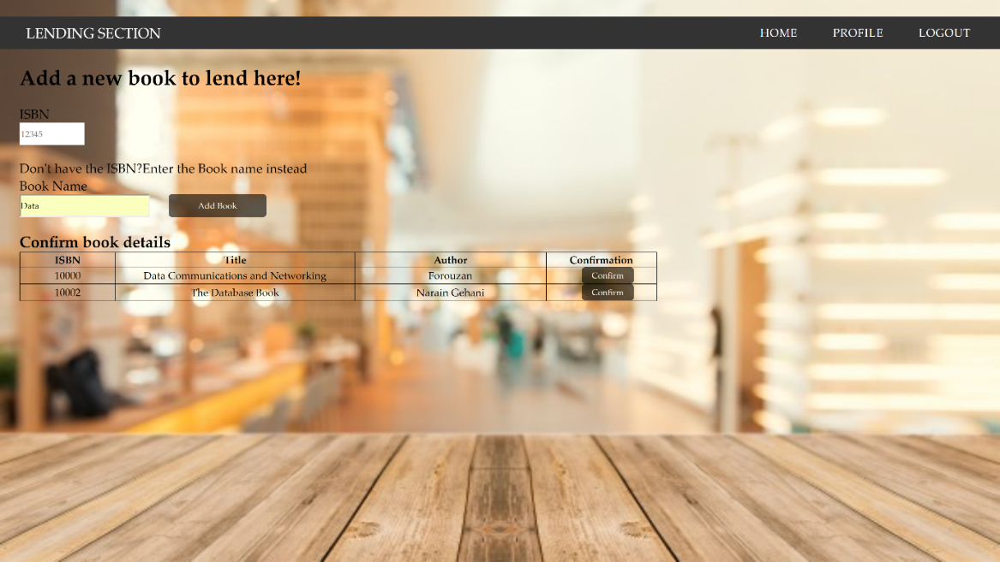 LENDING SECTION HOME PROFILE LOGOUT
Add a new book to lend here!
ISBN
12345
Don't have the ISBN?Enter the Book name instead
Book Name
Data Add Book
Confirm book details
ISBN Title Author Confirmation
10000 Data Communications and Networking Forouzan Confirm
10002 The Database Book Narain Gehani Confirm